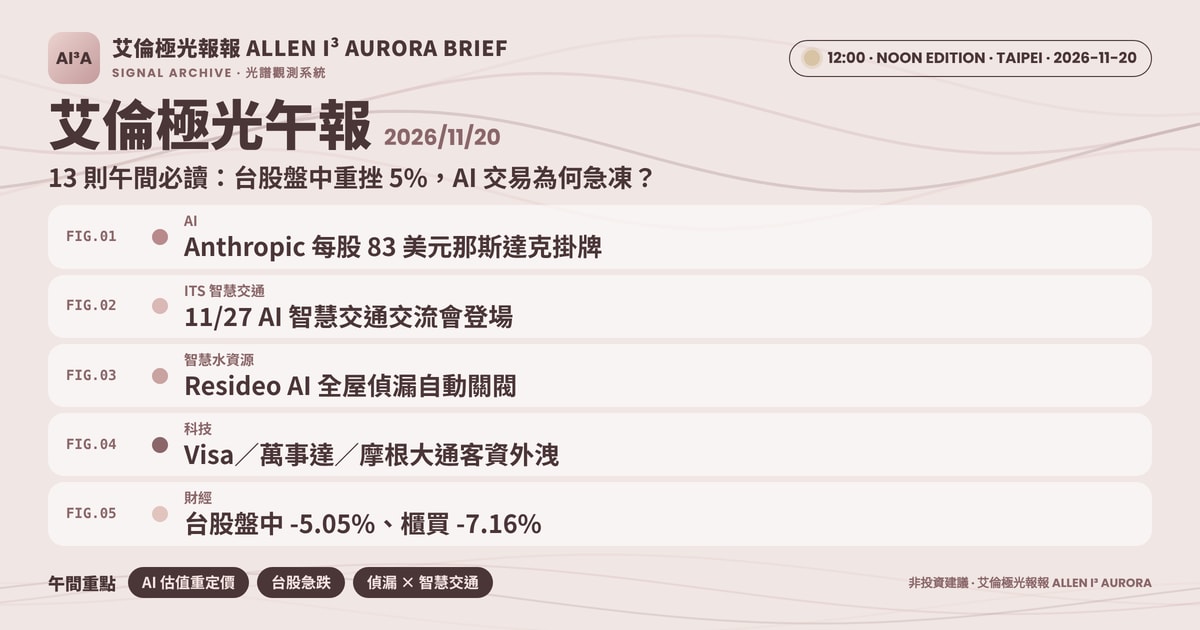 AI³A
艾倫極光報報 ALLEN I³ AURORA BRIEF
SIGNAL ARCHIVE · 光譜觀測系統
12:00 · NOON EDITION · TAIPEI · 2026-11-20
艾倫極光午報 2026/11/20
13 則午間必讀：台股盤中重挫 5%，AI 交易為何急凍？
FIG.01
AI
Anthropic 每股 83 美元那斯達克掛牌
FIG.02
ITS 智慧交通
11/27 AI 智慧交通交流會登場
FIG.03
智慧水資源
Resideo AI 全屋偵漏自動關閥
FIG.04
科技
Visa／萬事達／摩根大通客資外洩
FIG.05
財經
台股盤中 -5.05%、櫃買 -7.16%
午間重點 AI 估值重定價 台股急跌 偵漏 × 智慧交通
非投資建議 · 艾倫極光報報 ALLEN I³ AURORA